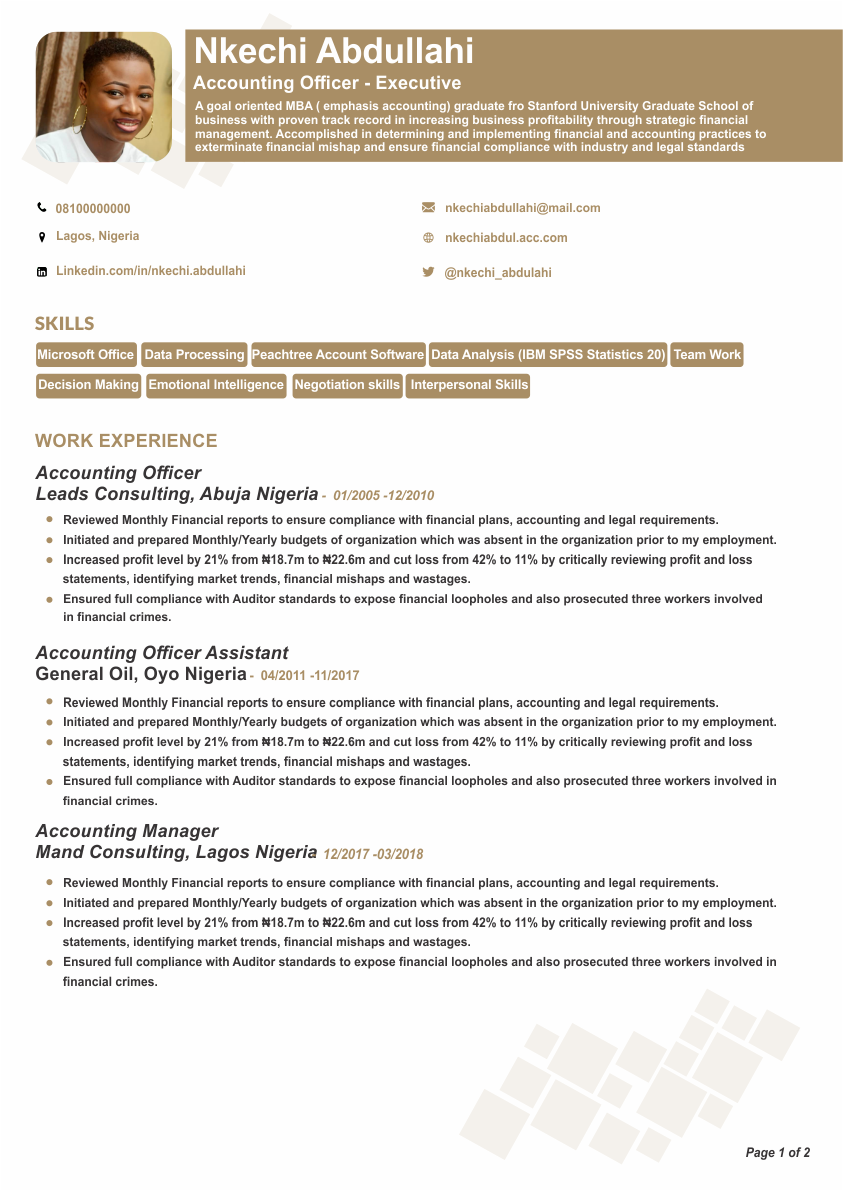 Nkechi Abdullahi
Accounting Officer - Executive
A goal oriented MBA ( emphasis accounting) graduate fro Stanford University Graduate School of
business with proven track record in increasing business profitability through strategic financial
management. Accomplished in determining and implementing financial and accounting practices to
exterminate financial mishap and ensure financial compliance with industry and legal standards
08100000000
nkechiabdullahi@mail.com
Lagos, Nigeria
nkechiabdul.acc.com
Linkedin.com/in/nkechi.abdullahi
@nkechi_abdulahi
SKILLS
Microsoft Office Data Processing Peachtree Account Software Data Analysis (IBM SPSS Statistics 20) Team Work
Decision Making Emotional Intelligence Negotiation skills Interpersonal Skills
WORK EXPERIENCE
Accounting Officer
Leads Consulting, Abuja Nigeria - 01/2005 -12/2010
• Reviewed Monthly Financial reports to ensure compliance with financial plans, accounting and legal requirements.
• Initiated and prepared Monthly/Yearly budgets of organization which was absent in the organization prior to my employment.
• Increased profit level by 21% from ₦18.7m to ₦22.6m and cut loss from 42% to 11% by critically reviewing profit and loss
statements, identifying market trends, financial mishaps and wastages.
• Ensured full compliance with Auditor standards to expose financial loopholes and also prosecuted three workers involved
in financial crimes.
Accounting Officer Assistant
General Oil, Oyo Nigeria - 04/2011 -11/2017
• Reviewed Monthly Financial reports to ensure compliance with financial plans, accounting and legal requirements.
• Initiated and prepared Monthly/Yearly budgets of organization which was absent in the organization prior to my employment.
• Increased profit level by 21% from ₦18.7m to ₦22.6m and cut loss from 42% to 11% by critically reviewing profit and loss
statements, identifying market trends, financial mishaps and wastages.
• Ensured full compliance with Auditor standards to expose financial loopholes and also prosecuted three workers involved in
financial crimes.
Accounting Manager
Mand Consulting, Lagos Nigeria 12/2017 -03/2018
• Reviewed Monthly Financial reports to ensure compliance with financial plans, accounting and legal requirements.
• Initiated and prepared Monthly/Yearly budgets of organization which was absent in the organization prior to my employment.
• Increased profit level by 21% from ₦18.7m to ₦22.6m and cut loss from 42% to 11% by critically reviewing profit and loss
statements, identifying market trends, financial mishaps and wastages.
• Ensured full compliance with Auditor standards to expose financial loopholes and also prosecuted three workers involved in
financial crimes.
Page 1 of 2